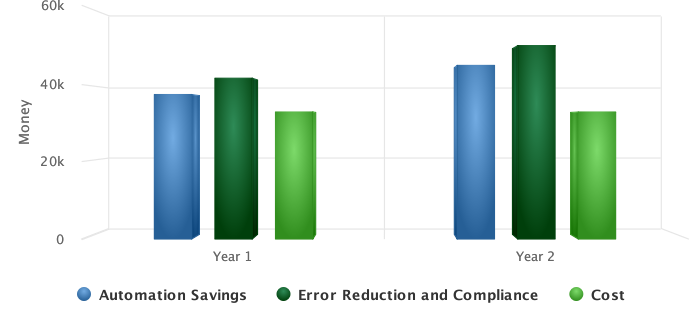 60k
40k
20k
0
Money
Year 1
Year 2
Automation Savings
Error Reduction and Compliance
Cost